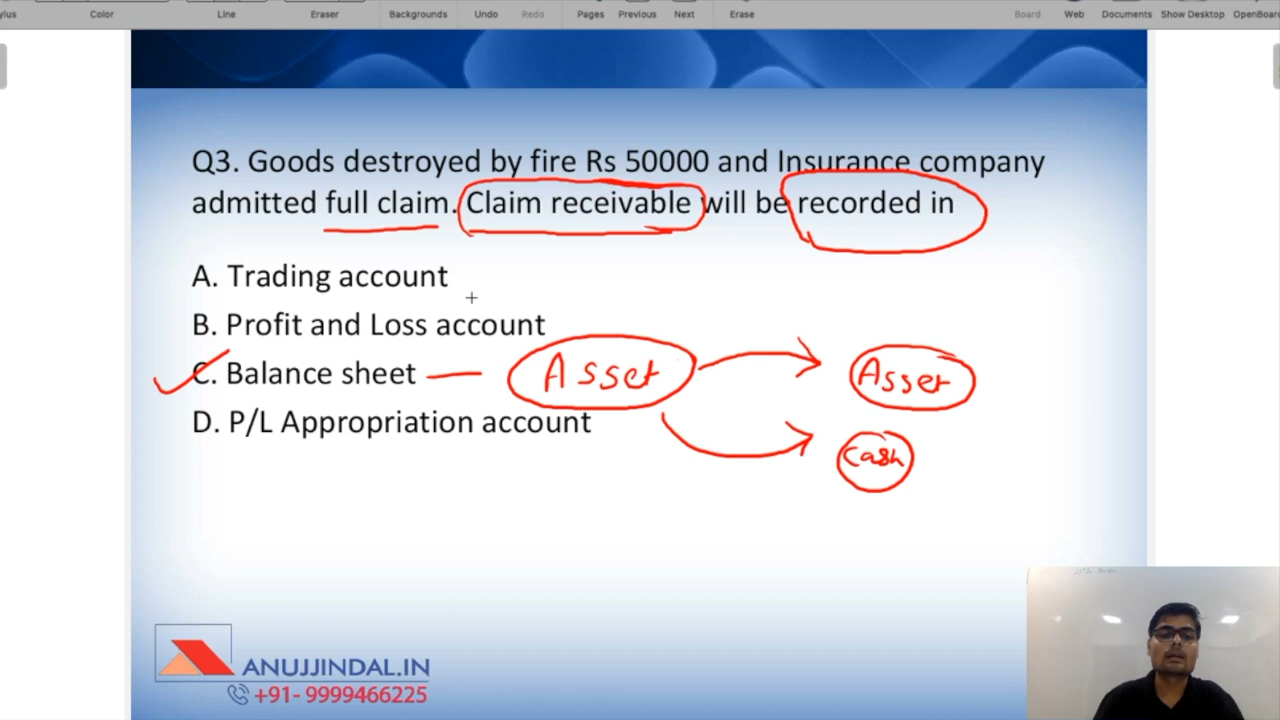 ylus Color Line Eraser Backgrounds Undo Redo Pages Previous Next Erase Board Web Documents Show Desktop OpenBoar
Q3. Goods destroyed by fire Rs 50000 and Insurance company
admitted full claim. Claim receivable will be recorded in
A. Trading account
B. Profit and Loss account
C. Balance sheet — Asset Asset
D. P/L Appropriation account
Cash
ANUJJINDAL.IN
+91- 9999466225